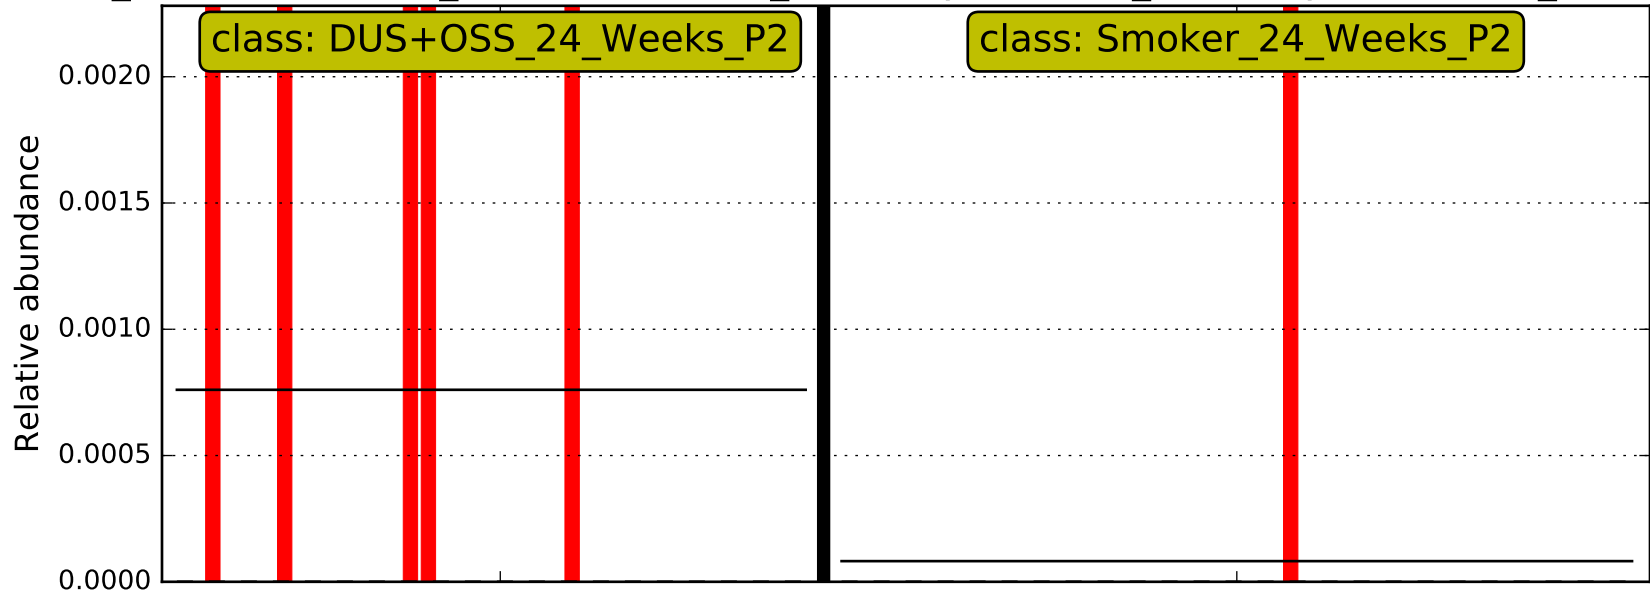 class: DUS+OSS_24_Weeks_P2
class: Smoker_24_Weeks_P2
0.0020
0.0015
0.0010
0.0005
0.0000
Relative abundance